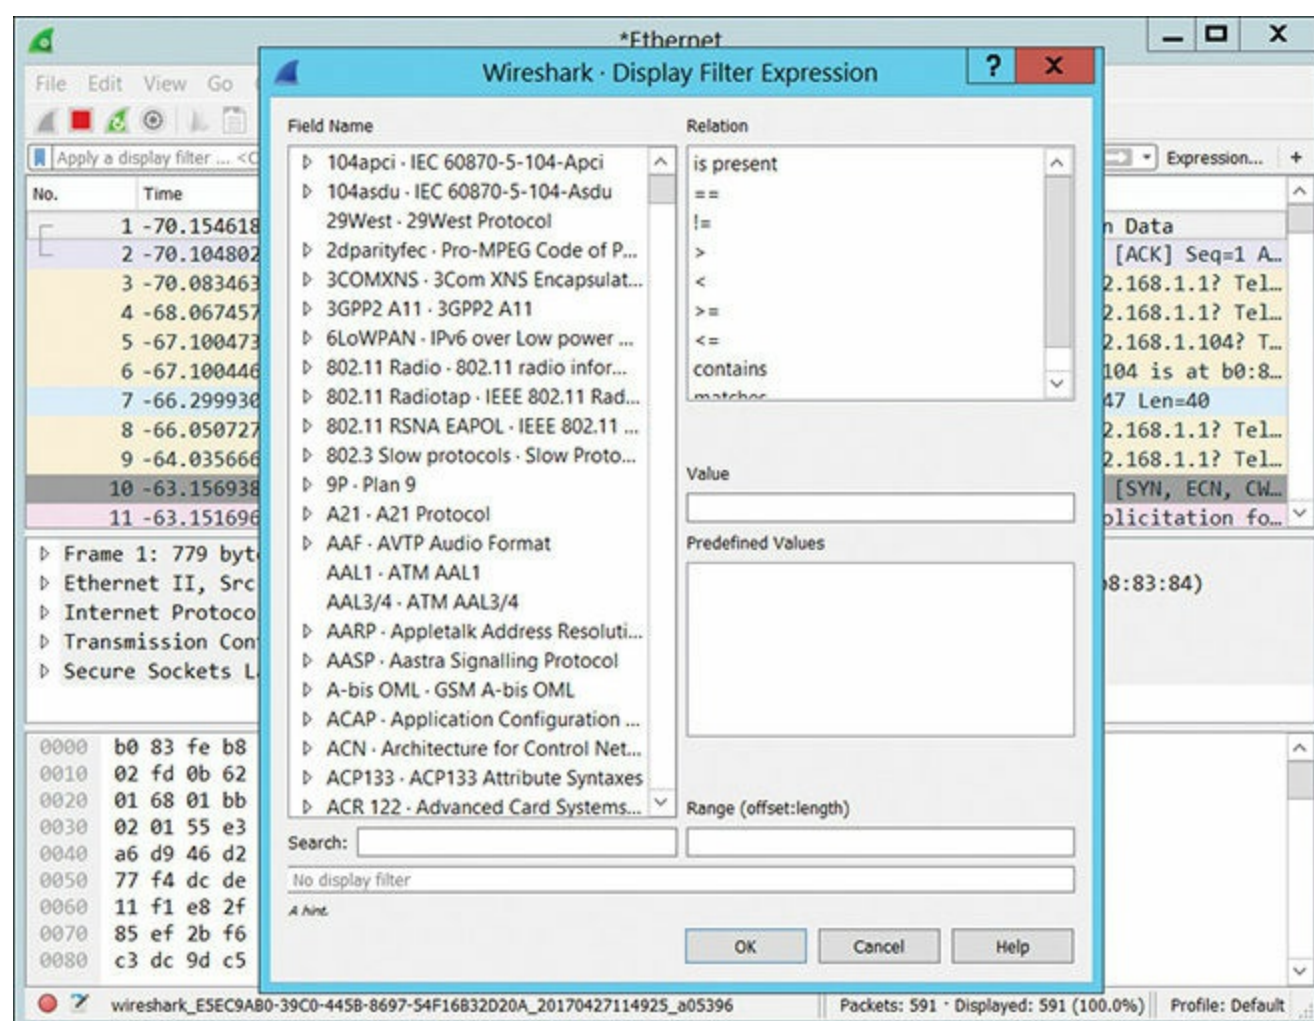 *Ethernet
Wireshark · Display Filter Expression ? X
File Edit View Go
Field Name
Relation
Apply a display filter ... <C
Expression... +
No. Time
1 -70.154618 n Data
2 -70.104802 [ACK] Seq=1 A...
3 -70.083463 2.168.1.1? Tel...
4 -68.067457 2.168.1.1? Tel...
5 -67.100473 2.168.1.104? T...
6 -67.100446 104 is at b0:8...
7 -66.299930 47 Len=40
8 -66.050727 2.168.1.1? Tel...
9 -64.035666 2.168.1.1? Tel...
10 -63.156938 [SYN, ECN, CW...
11 -63.151696 olicitation fo...
104apci · IEC 60870-5-104-Apci
104asdu · IEC 60870-5-104-Asdu
29West · 29West Protocol
2dparityfec · Pro-MPEG Code of P...
3COMXNS · 3Com XNS Encapsulat...
3GPP2 A11 · 3GPP2 A11
6LoWPAN · IPv6 over Low power ...
802.11 Radio · 802.11 radio infor...
802.11 Radiotap · IEEE 802.11 Rad...
802.11 RSNA EAPOL · IEEE 802.11 ...
802.3 Slow protocols · Slow Proto...
9P · Plan 9
A21 · A21 Protocol
AAF · AVTP Audio Format
AAL1 · ATM AAL1
AAL3/4 · ATM AAL3/4
AARP · Appletalk Address Resoluti...
AASP · Aastra Signalling Protocol
A-bis OML · GSM A-bis OML
ACAP · Application Configuration ...
ACN · Architecture for Control Net...
ACP133 · ACP133 Attribute Syntaxes
ACR 122 · Advanced Card Systems...
is present
==
!=
>
<
>=
<=
contains
matches
Value
Predefined Values
Range (offset:length)
Search:
No display filter
A hint.
OK Cancel Help
Frame 1: 779 byt
Ethernet II, Src
Internet Protoco
Transmission Con
Secure Sockets L
b8:83:84)
0000 b0 83 fe b8
0010 02 fd 0b 62
0020 01 68 01 bb
0030 02 01 55 e3
0040 a6 d9 46 d2
0050 77 f4 dc de
0060 11 f1 e8 2f
0070 85 ef 2b f6
0080 c3 dc 9d c5
wireshark_E5EC9AB0-39C0-445B-8697-54F16B32D20A_20170427114925_a05396 Packets: 591 · Displayed: 591 (100.0%) Profile: Default